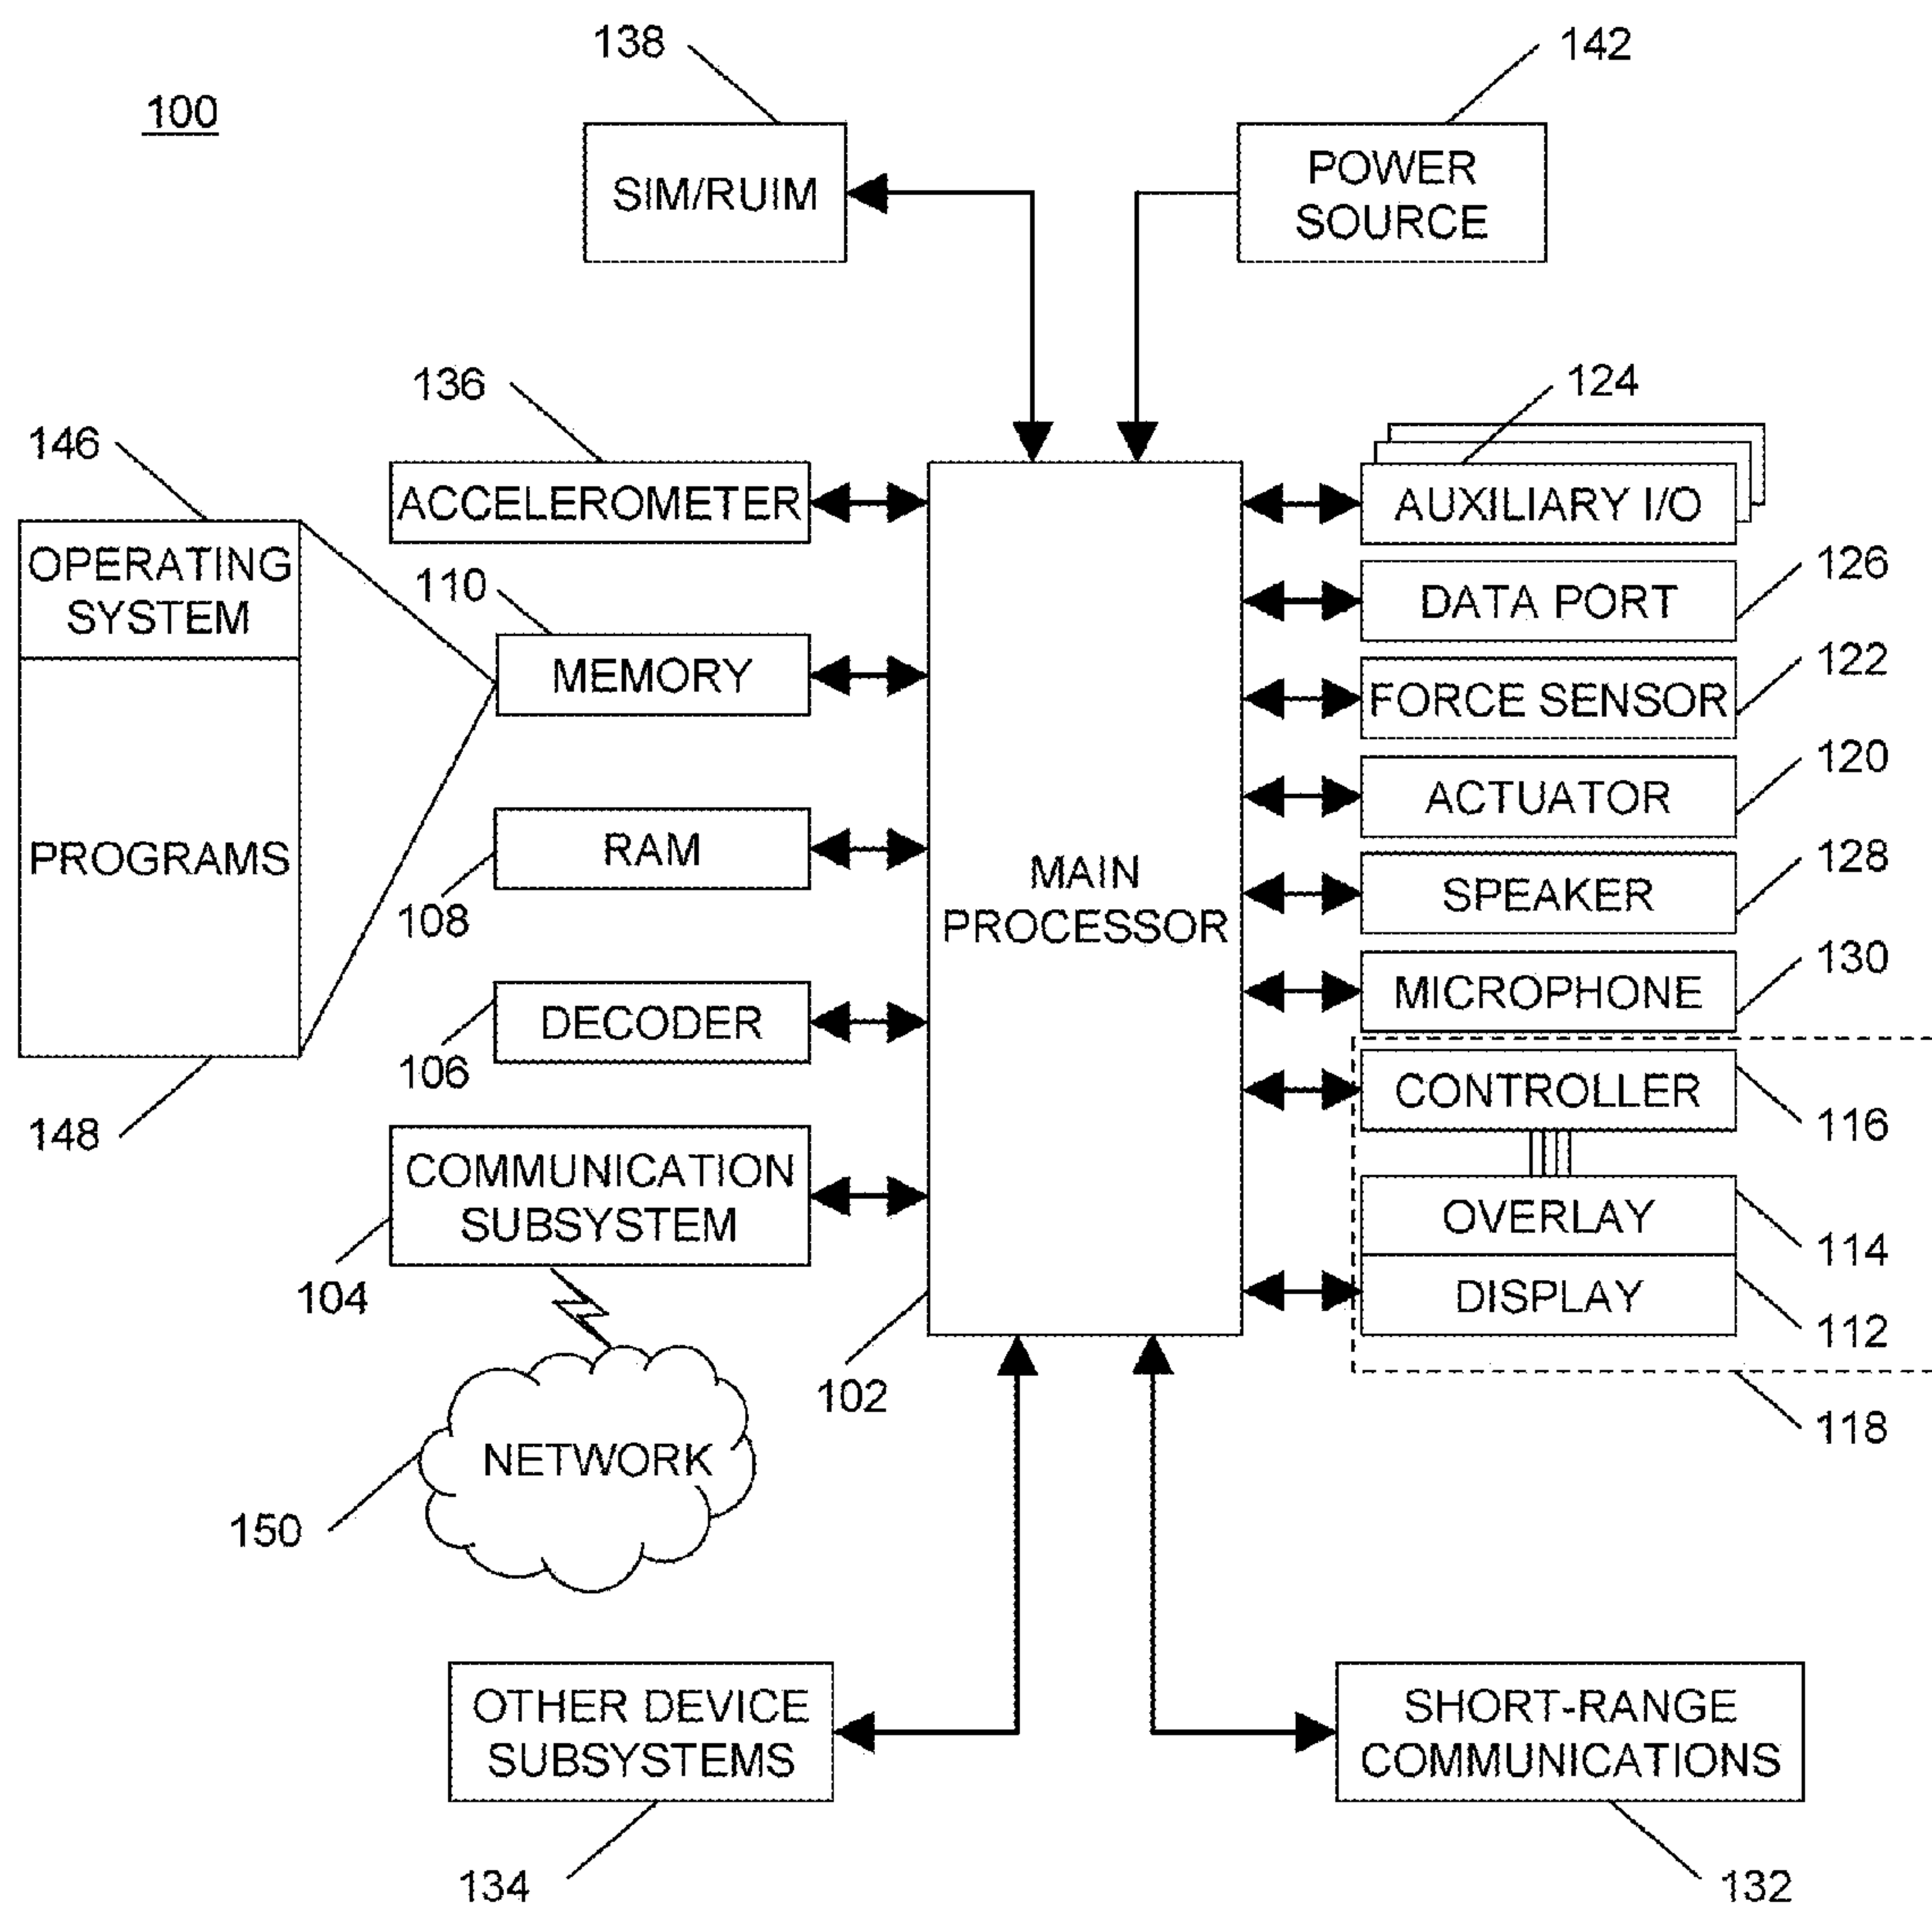 138
142
100
SIM/RUIM
POWER
SOURCE
136
124
146
ACCELEROMETER
AUXILIARY I/O
OPERATING
SYSTEM
110
126
DATA PORT
MEMORY
122
FORCE SENSOR
120
ACTUATOR
PROGRAMS
RAM
108
MAIN
PROCESSOR
128
SPEAKER
130
MICROPHONE
DECODER
106
CONTROLLER
116
148
COMMUNICATION
SUBSYSTEM
104
OVERLAY
114
DISPLAY
112
102
118
NETWORK
150
OTHER DEVICE
SUBSYSTEMS
SHORT-RANGE
COMMUNICATIONS
134
132